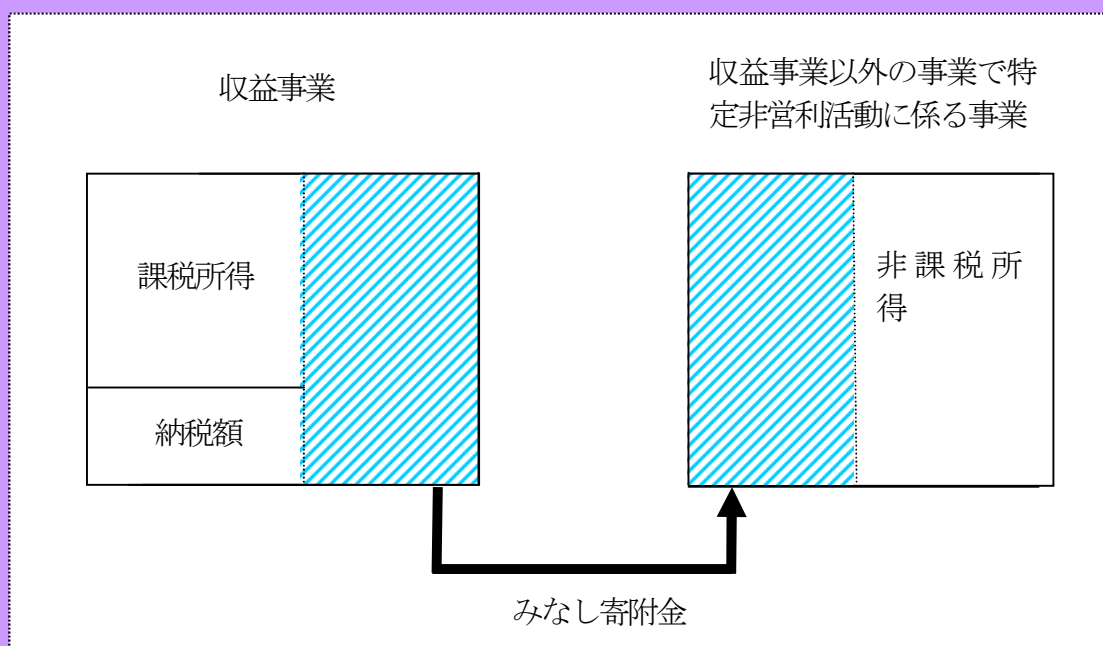 収益事業
収益事業以外の事業で特
定非営利活動に係る事業
課税所得
納税額
非課税所
得
みなし寄附金